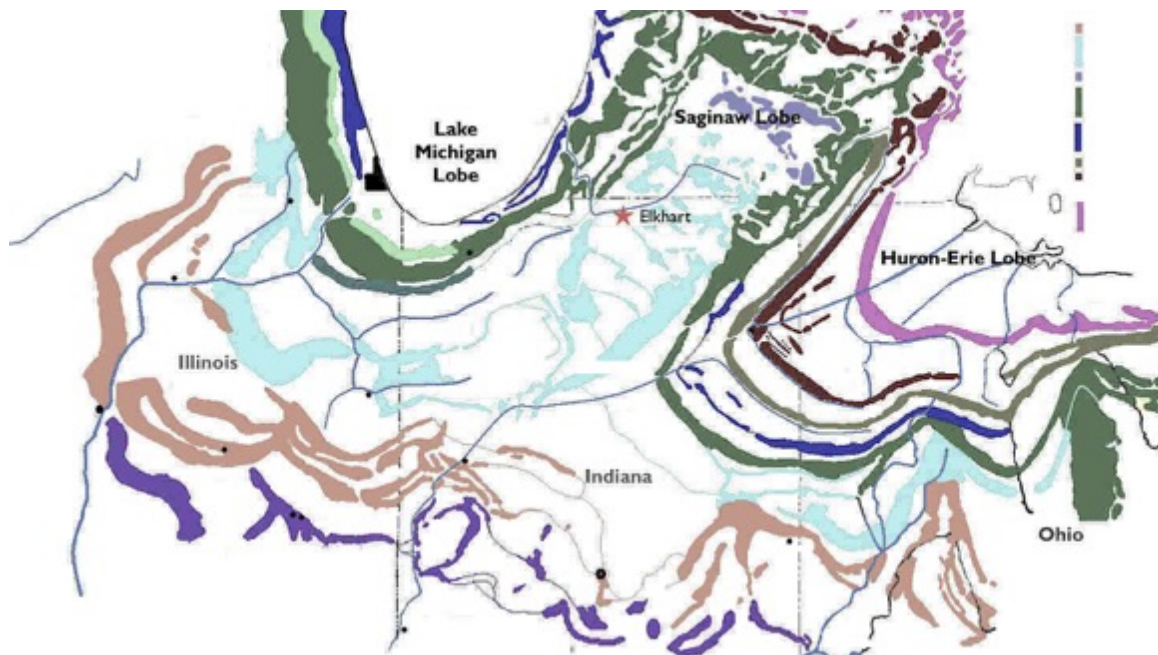 Lake
Michigan
Lobe
Saginaw Lobe
Elkhart
Huron-Erie Lobe
Illinois
Indiana
Ohio